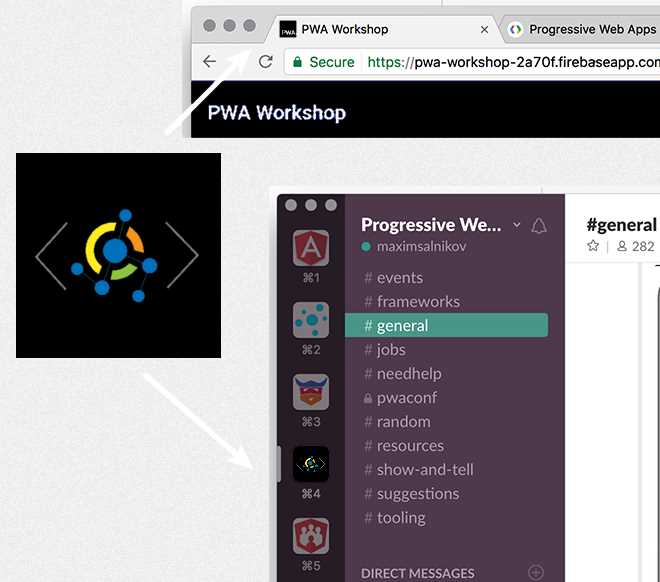 PWA PWA Workshop × Progressive Web Apps
Secure https://pwa-workshop-2a70f.firebaseapp.com
PWA Workshop
Progressive We...
maximsalnikov
#general
☆ | 282
⌘1
⌘2
⌘3
⌘4
⌘5
# events
# frameworks
# general
# jobs
# needhelp
pwaconf
# random
# resources
# show-and-tell
# suggestions
# tooling
DIRECT MESSAGES